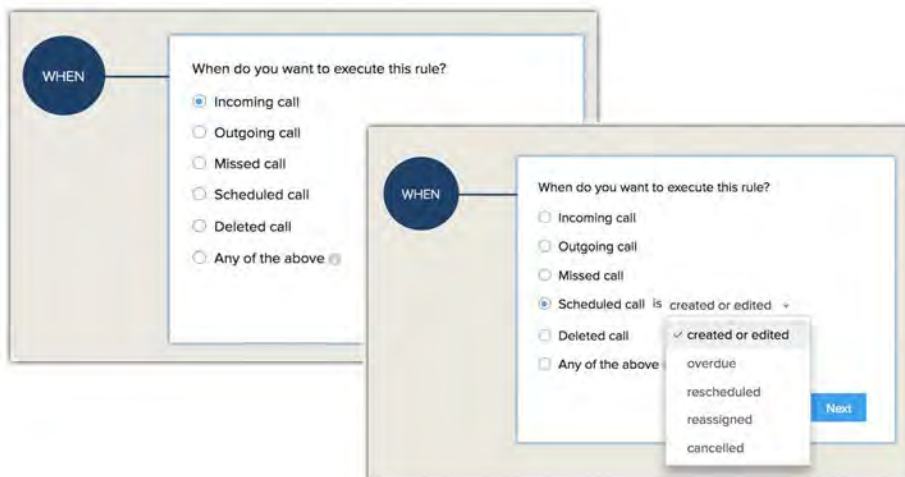 WHEN
When do you want to execute this rule?
Incoming call
Outgoing call
Missed call
Scheduled call
Deleted call
Any of the above
WHEN
When do you want to execute this rule?
Incoming call
Outgoing call
Missed call
Scheduled call is created or edited
Deleted call
Any of the above
created or edited
overdue
rescheduled
reassigned
cancelled
Next